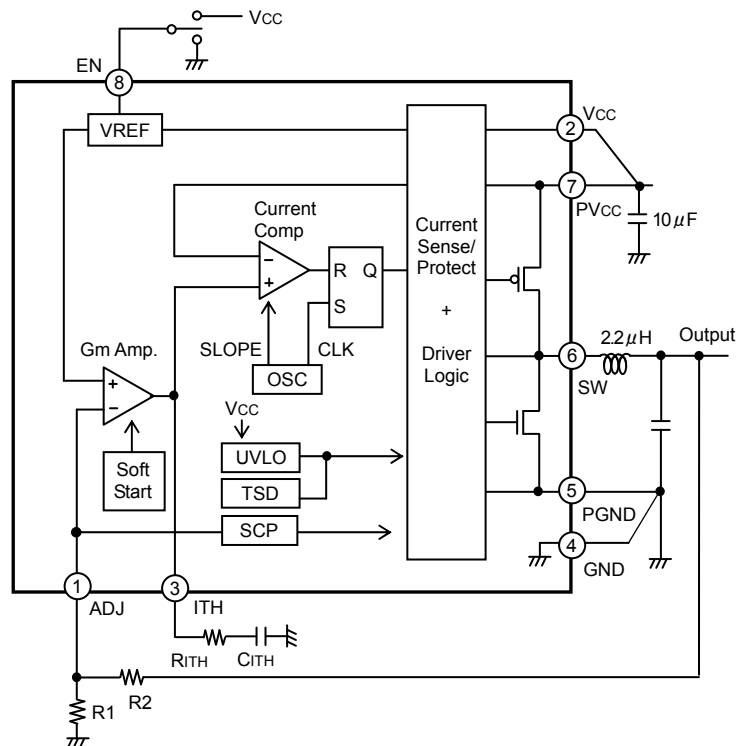 VCC
EN
8
VREF
VCC
2
7
PVCC
10μF
Current
Comp
Current
Sense/
Protect
+
Driver
Logic
−
+
R
Q
S
SLOPE
CLK
OSC
Gm Amp.
+
−
2.2μH
Output
6
SW
VCC
Soft
Start
UVLO
TSD
SCP
5
PGND
4
GND
1
ADJ
3
ITH
RITH
CITH
R2
R1